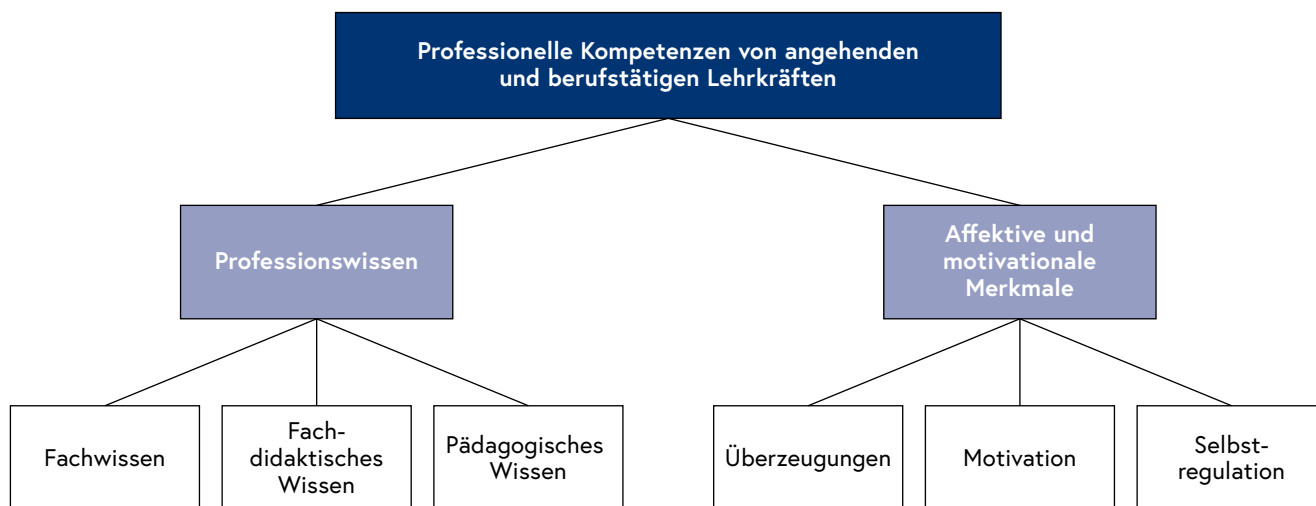 Professionelle Kompetenzen von angehenden
und berufstätigen Lehrkräften
Professionswissen
Affektive und
motivationale
Merkmale
Fachwissen
Fach-
didaktisches
Wissen
Pädagogisches
Wissen
Überzeugungen
Motivation
Selbst-
regulation